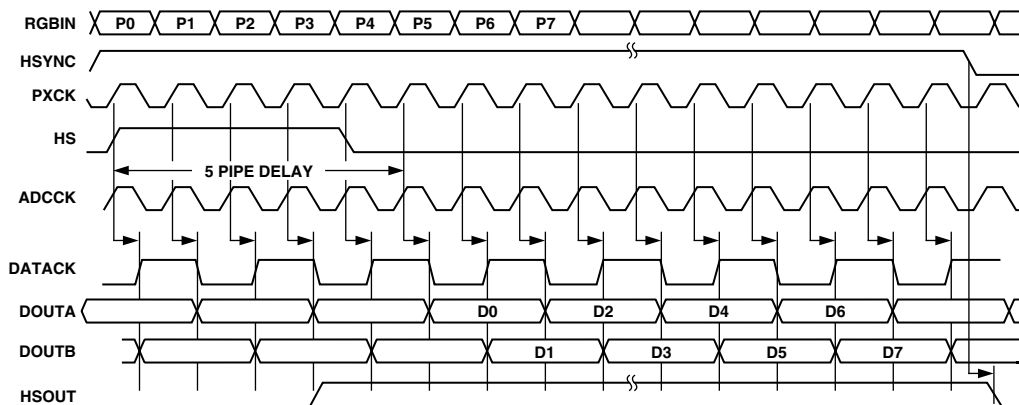 RGBIN P0 P1 P2 P3 P4 P5 P6 P7
HSYNC
PXCK
HS
5 PIPE DELAY
ADCCK
DATACK
DOUTA D0 D2 D4 D6
DOUTB D1 D3 D5 D7
HSOUT